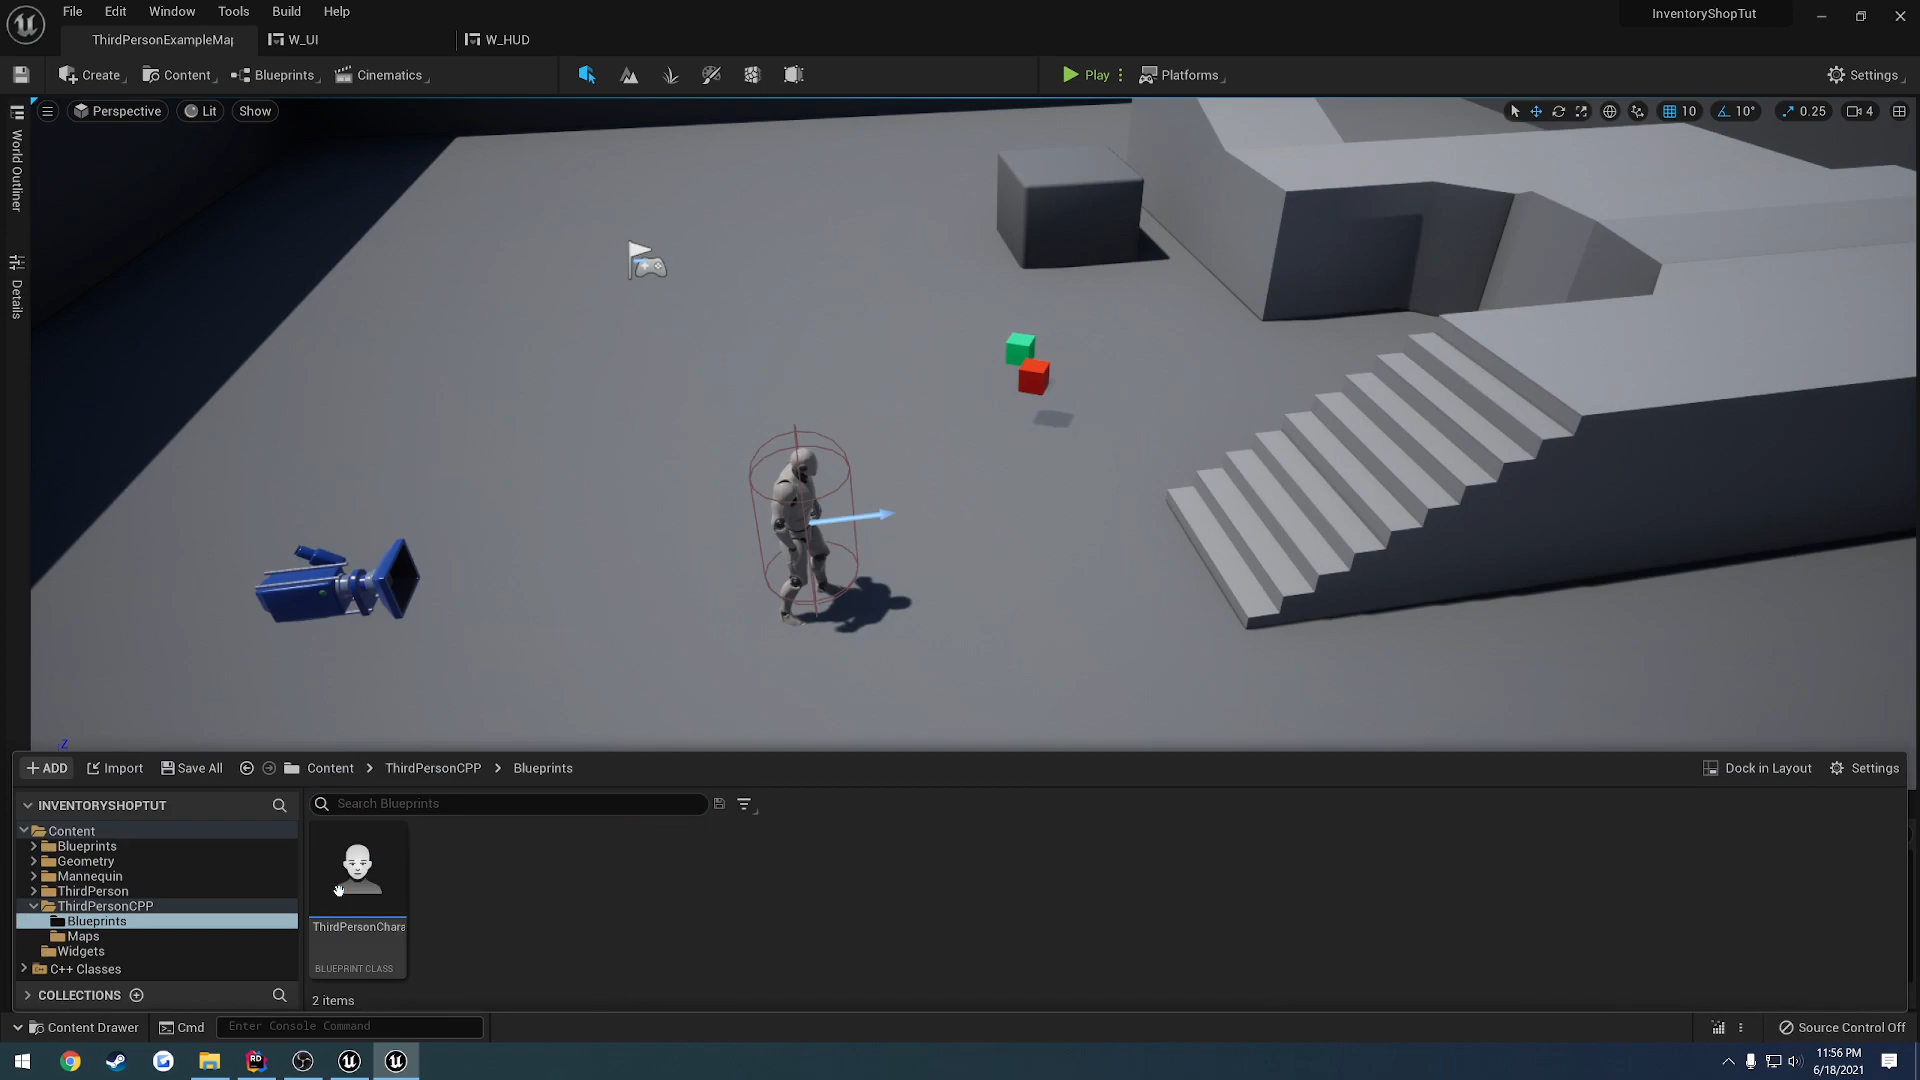 File Edit Window Tools Build Help InventoryShopTut
ThirdPersonExampleMap W_UI W_HUD
Create Content Blueprints Cinematics Play Platforms Settings
Perspective Lit Show 10 10° 0.25 4
World Outliner
Details
Z
+ ADD Import Save All Content > ThirdPersonCPP > Blueprints Dock in Layout Settings
INVENTORYSHOPTUT
Search Blueprints
Content
Blueprints
Geometry
Mannequin
ThirdPerson
ThirdPersonCPP
Blueprints
Maps
Widgets
C++ Classes
COLLECTIONS
ThirdPersonChara
BLUEPRINT CLASS
2 items
Content Drawer Cmd Enter Console Command Source Control Off
RD
11:56 PM
6/18/2021